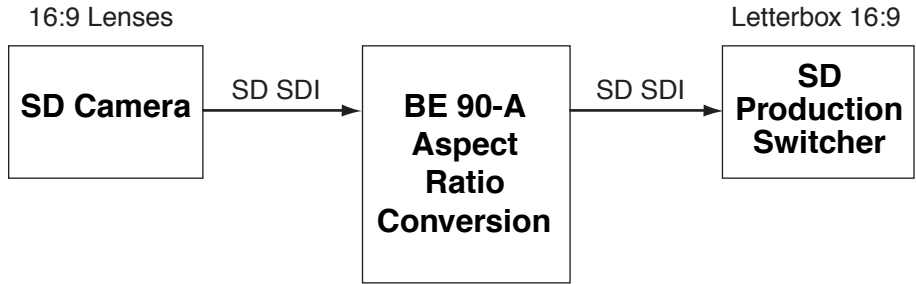 16:9 Lenses
Letterbox 16:9
SD Camera
SD SDI
BE 90-A
Aspect
Ratio
Conversion
SD SDI
SD
Production
Switcher